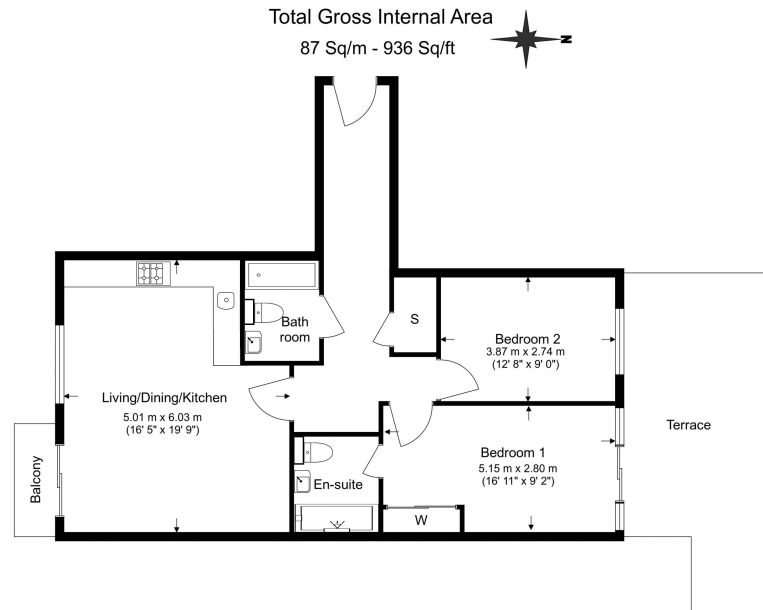 Total Gross Internal Area
87 Sq/m - 936 Sq/ft
N
Bath
room
S
Bedroom 2
3.87 m x 2.74 m
(12' 8" x 9' 0")
Living/Dining/Kitchen
5.01 m x 6.03 m
(16' 5" x 19' 9")
Terrace
Bedroom 1
5.15 m x 2.80 m
(16' 11" x 9' 2")
Balcony
En-suite
W